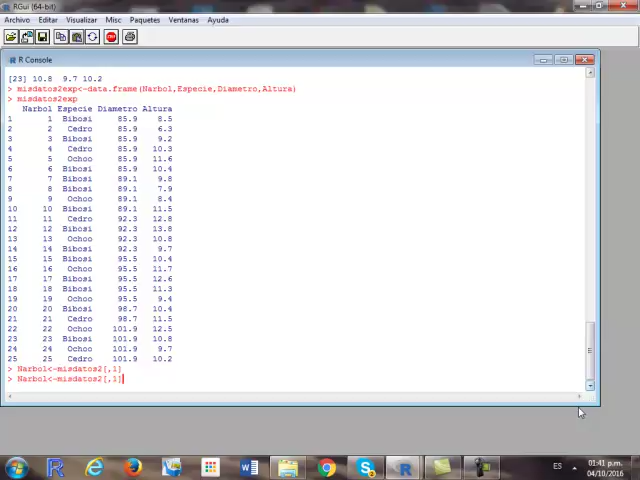 RGui (64-bit)
Archivo Editar Visualizar Misc Paquetes Ventanas Ayuda
STOP
R Console
[23] 10.8 9.7 10.2
> misdatos2exp<-data.frame(Narbol,Especie,Diametro,Altura)
> misdatos2exp
Narbol Especie Diametro Altura
1 1 Bibosi 85.9 8.5
2 2 Cedro 85.9 6.3
3 3 Bibosi 85.9 9.2
4 4 Cedro 85.9 10.3
5 5 Ochoo 85.9 11.6
6 6 Bibosi 85.9 10.4
7 7 Bibosi 89.1 9.8
8 8 Bibosi 89.1 7.9
9 9 Ochoo 89.1 8.4
10 10 Bibosi 89.1 11.5
11 11 Cedro 92.3 12.8
12 12 Bibosi 92.3 13.8
13 13 Ochoo 92.3 10.8
14 14 Bibosi 92.3 9.7
15 15 Bibosi 95.5 10.4
16 16 Ochoo 95.5 11.7
17 17 Bibosi 95.5 12.6
18 18 Bibosi 95.5 11.3
19 19 Ochoo 95.5 9.4
20 20 Bibosi 98.7 10.4
21 21 Cedro 98.7 11.5
22 22 Ochoo 101.9 12.5
23 23 Bibosi 101.9 10.8
24 24 Ochoo 101.9 9.7
25 25 Cedro 101.9 10.2
> Narbol<-misdatos2[,1]
> Narbol<-misdatos2[,1]
ES
01:41 p.m.
04/10/2016